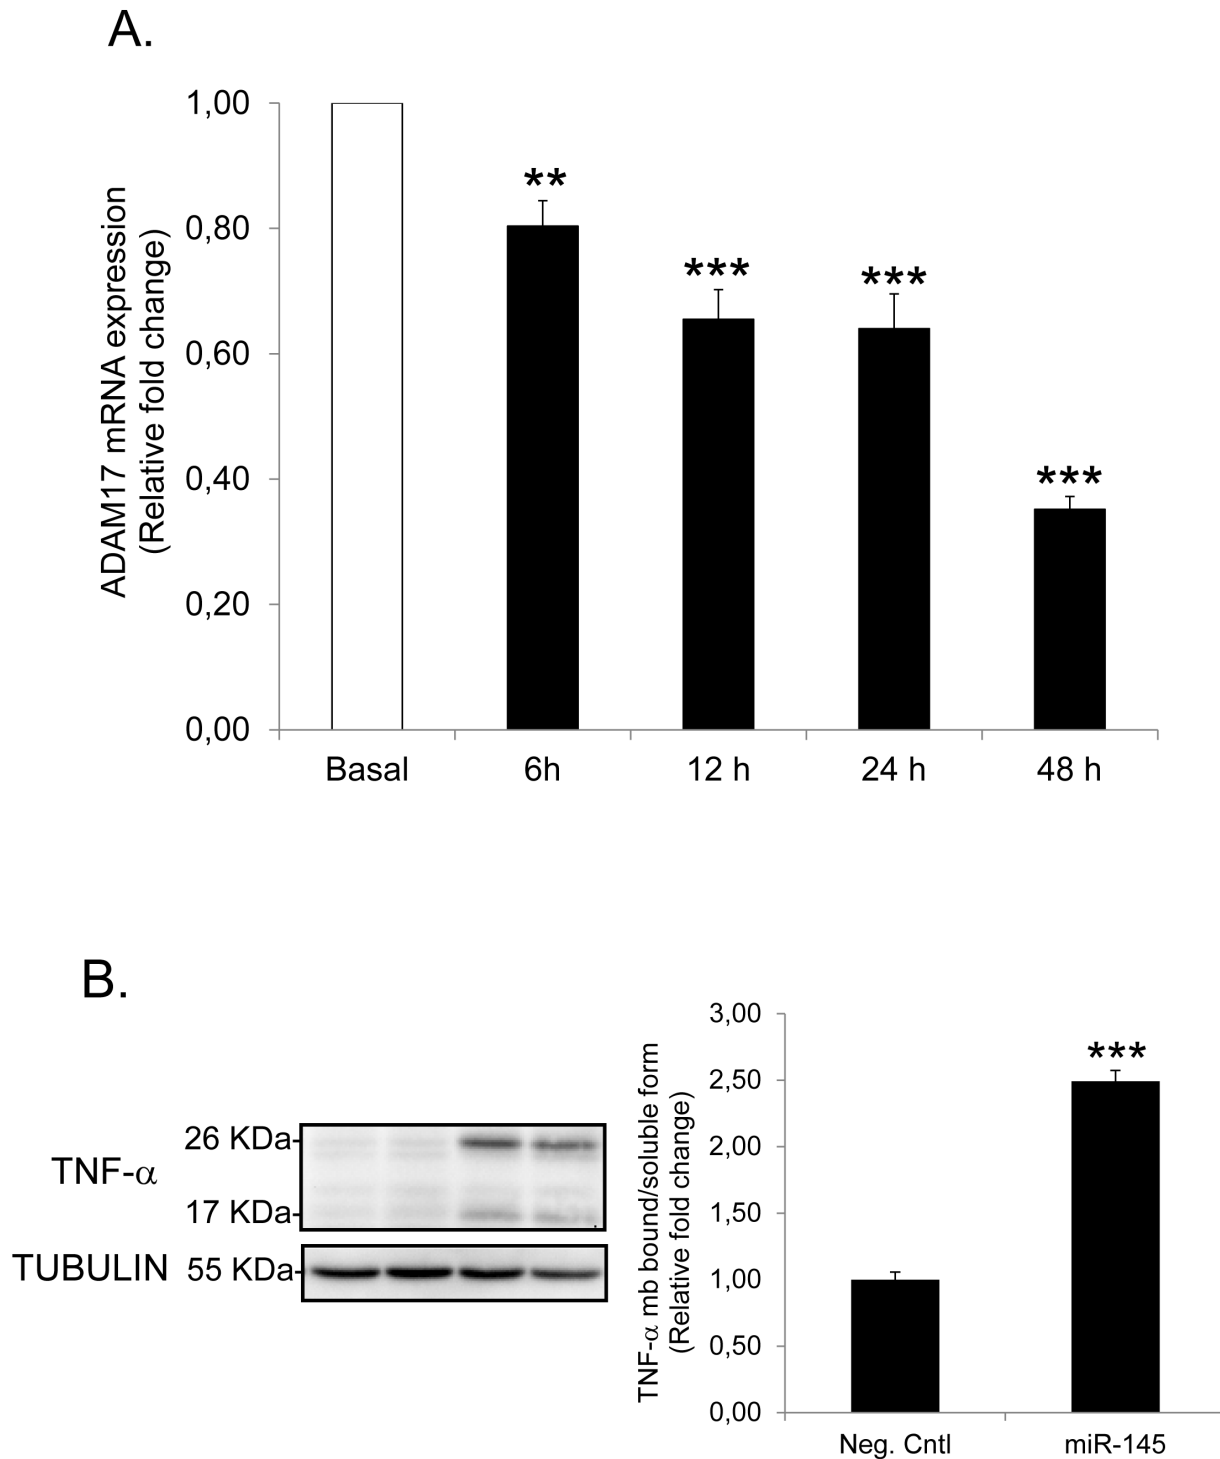 A.
1,00
0,80
0,60
0,40
0,20
0,00
ADAM17 mRNA expression
(Relative fold change)
**
***
***
***
Basal
6h
12 h
24 h
48 h
B.
TNF-α
26 KDa-
17 KDa-
TUBULIN
55 KDa-
TNF-α mb bound/soluble form
(Relative fold change)
3,00
2,50
2,00
1,50
1,00
0,50
0,00
***
Neg. Cntl
miR-145